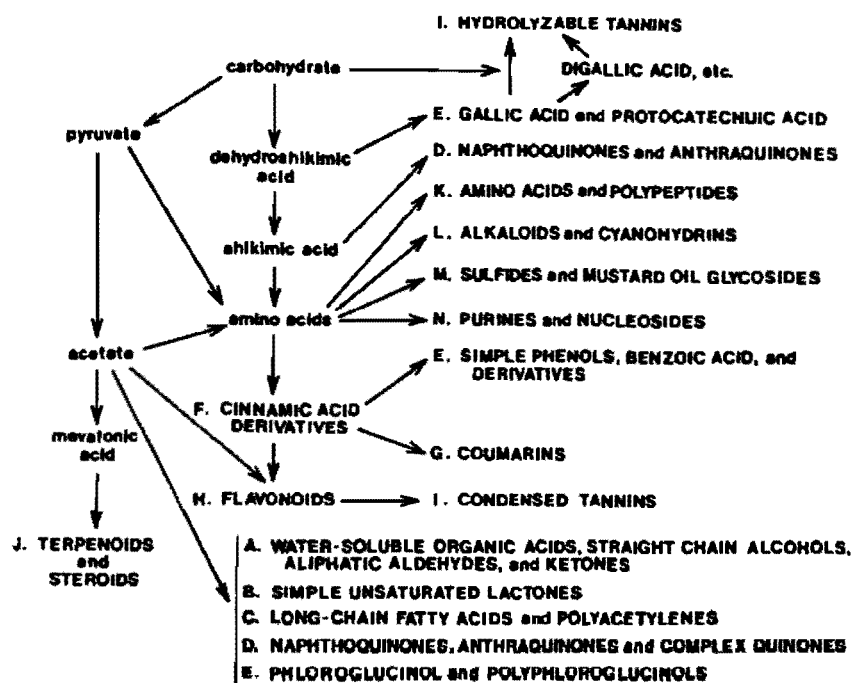 I. HYDROLYZABLE TANNINS
carbohydrate
DIGALLIC ACID, etc.
pyruvate
E. GALLIC ACID and PROTOCATECHUIC ACID
dehydroshikimic
acid
D. NAPHTHOQUINONES and ANTHRAQUINONES
K. AMINO ACIDS and POLYPEPTIDES
shikimic acid
L. ALKALOIDS and CYANOHYDRINS
M. SULFIDES and MUSTARD OIL GLYCOSIDES
amino acids
N. PURINES and NUCLEOSIDES
acetate
E. SIMPLE PHENOLS, BENZOIC ACID, and
DERIVATIVES
F. CINNAMIC ACID
DERIVATIVES
mevalonic
acid
G. COUMARINS
H. FLAVONOIDS
I. CONDENSED TANNINS
J. TERPENOIDS
and
STEROIDS
A. WATER-SOLUBLE ORGANIC ACIDS, STRAIGHT CHAIN ALCOHOLS,
ALIPHATIC ALDEHYDES, and KETONES
B. SIMPLE UNSATURATED LACTONES
C. LONG-CHAIN FATTY ACIDS and POLYACETYLENES
D. NAPHTHOQUINONES, ANTHRAQUINONES and COMPLEX QUINONES
E. PHLOROGLUCINOL and POLYPHLOROGLUCINOLS